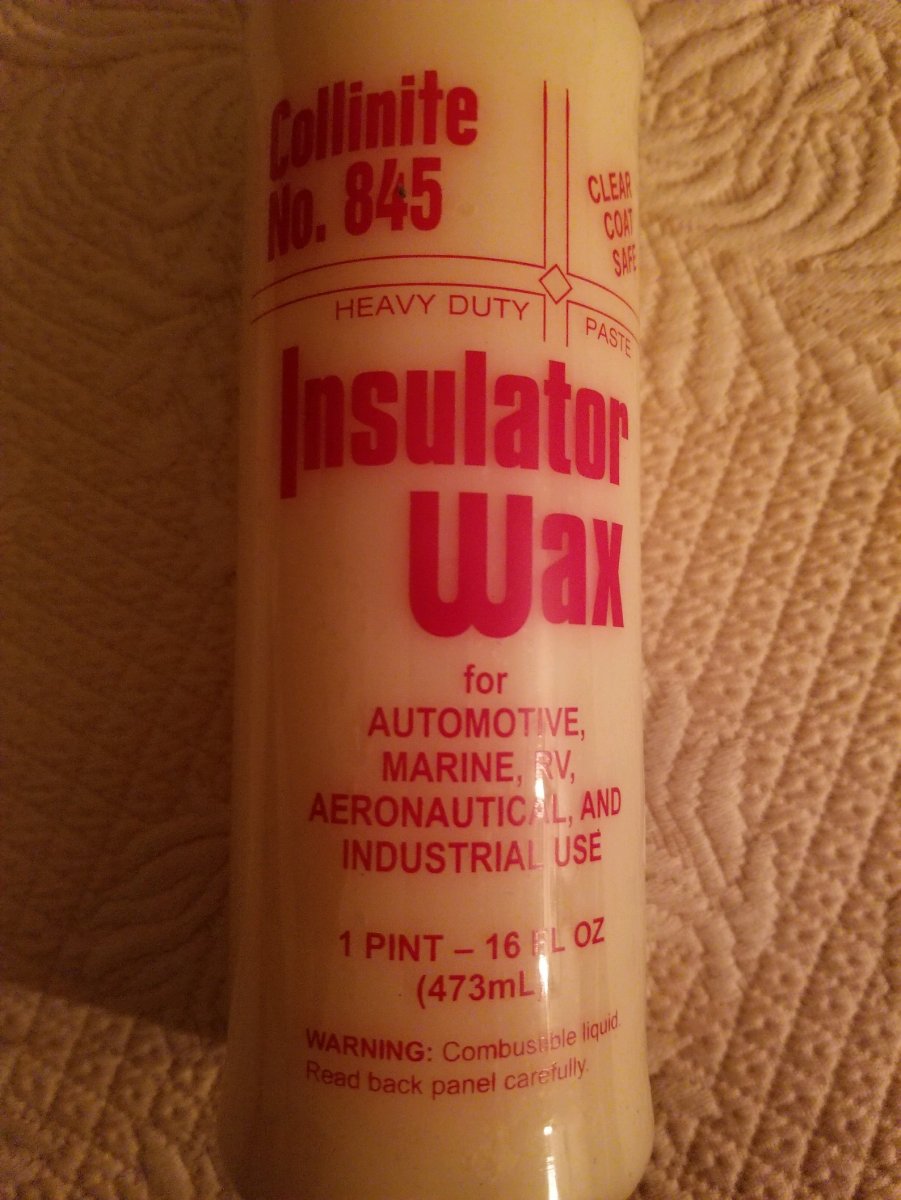 Collinite
No. 845
CLEAR
COAT
SAFE
HEAVY DUTY
PASTE
Insulator
Wax
for
AUTOMOTIVE,
MARINE, RV,
AERONAUTICAL, AND
INDUSTRIAL USE
1 PINT – 16 FL OZ
(473mL)
WARNING: Combustible liquid.
Read back panel carefully.